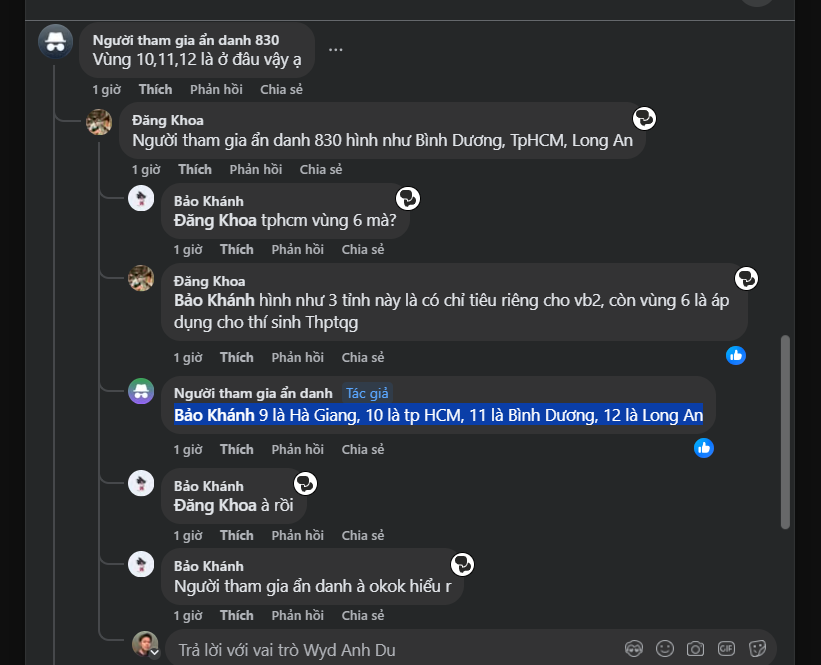 Người tham gia ẩn danh 830
Vùng 10,11,12 là ở đâu vậy ạ
1 giờ Thích Phản hồi Chia sẻ
Đăng Khoa
Người tham gia ẩn danh 830 hình như Bình Dương, TpHCM, Long An
1 giờ Thích Phản hồi Chia sẻ
Bảo Khánh
Đăng Khoa tphcm vùng 6 mà?
1 giờ Thích Phản hồi Chia sẻ
Đăng Khoa
Bảo Khánh hình như 3 tỉnh này là có chỉ tiêu riêng cho vb2, còn vùng 6 là áp
dụng cho thí sinh Thptqg
1 giờ Thích Phản hồi Chia sẻ
Người tham gia ẩn danh Tác giả
Bảo Khánh 9 là Hà Giang, 10 là tp HCM, 11 là Bình Dương, 12 là Long An
1 giờ Thích Phản hồi Chia sẻ
Bảo Khánh
Đăng Khoa à rồi
1 giờ Thích Phản hồi Chia sẻ
Bảo Khánh
Người tham gia ẩn danh à okok hiểu r
1 giờ Thích Phản hồi Chia sẻ
Trả lời với vai trò Wyd Anh Du
GIF